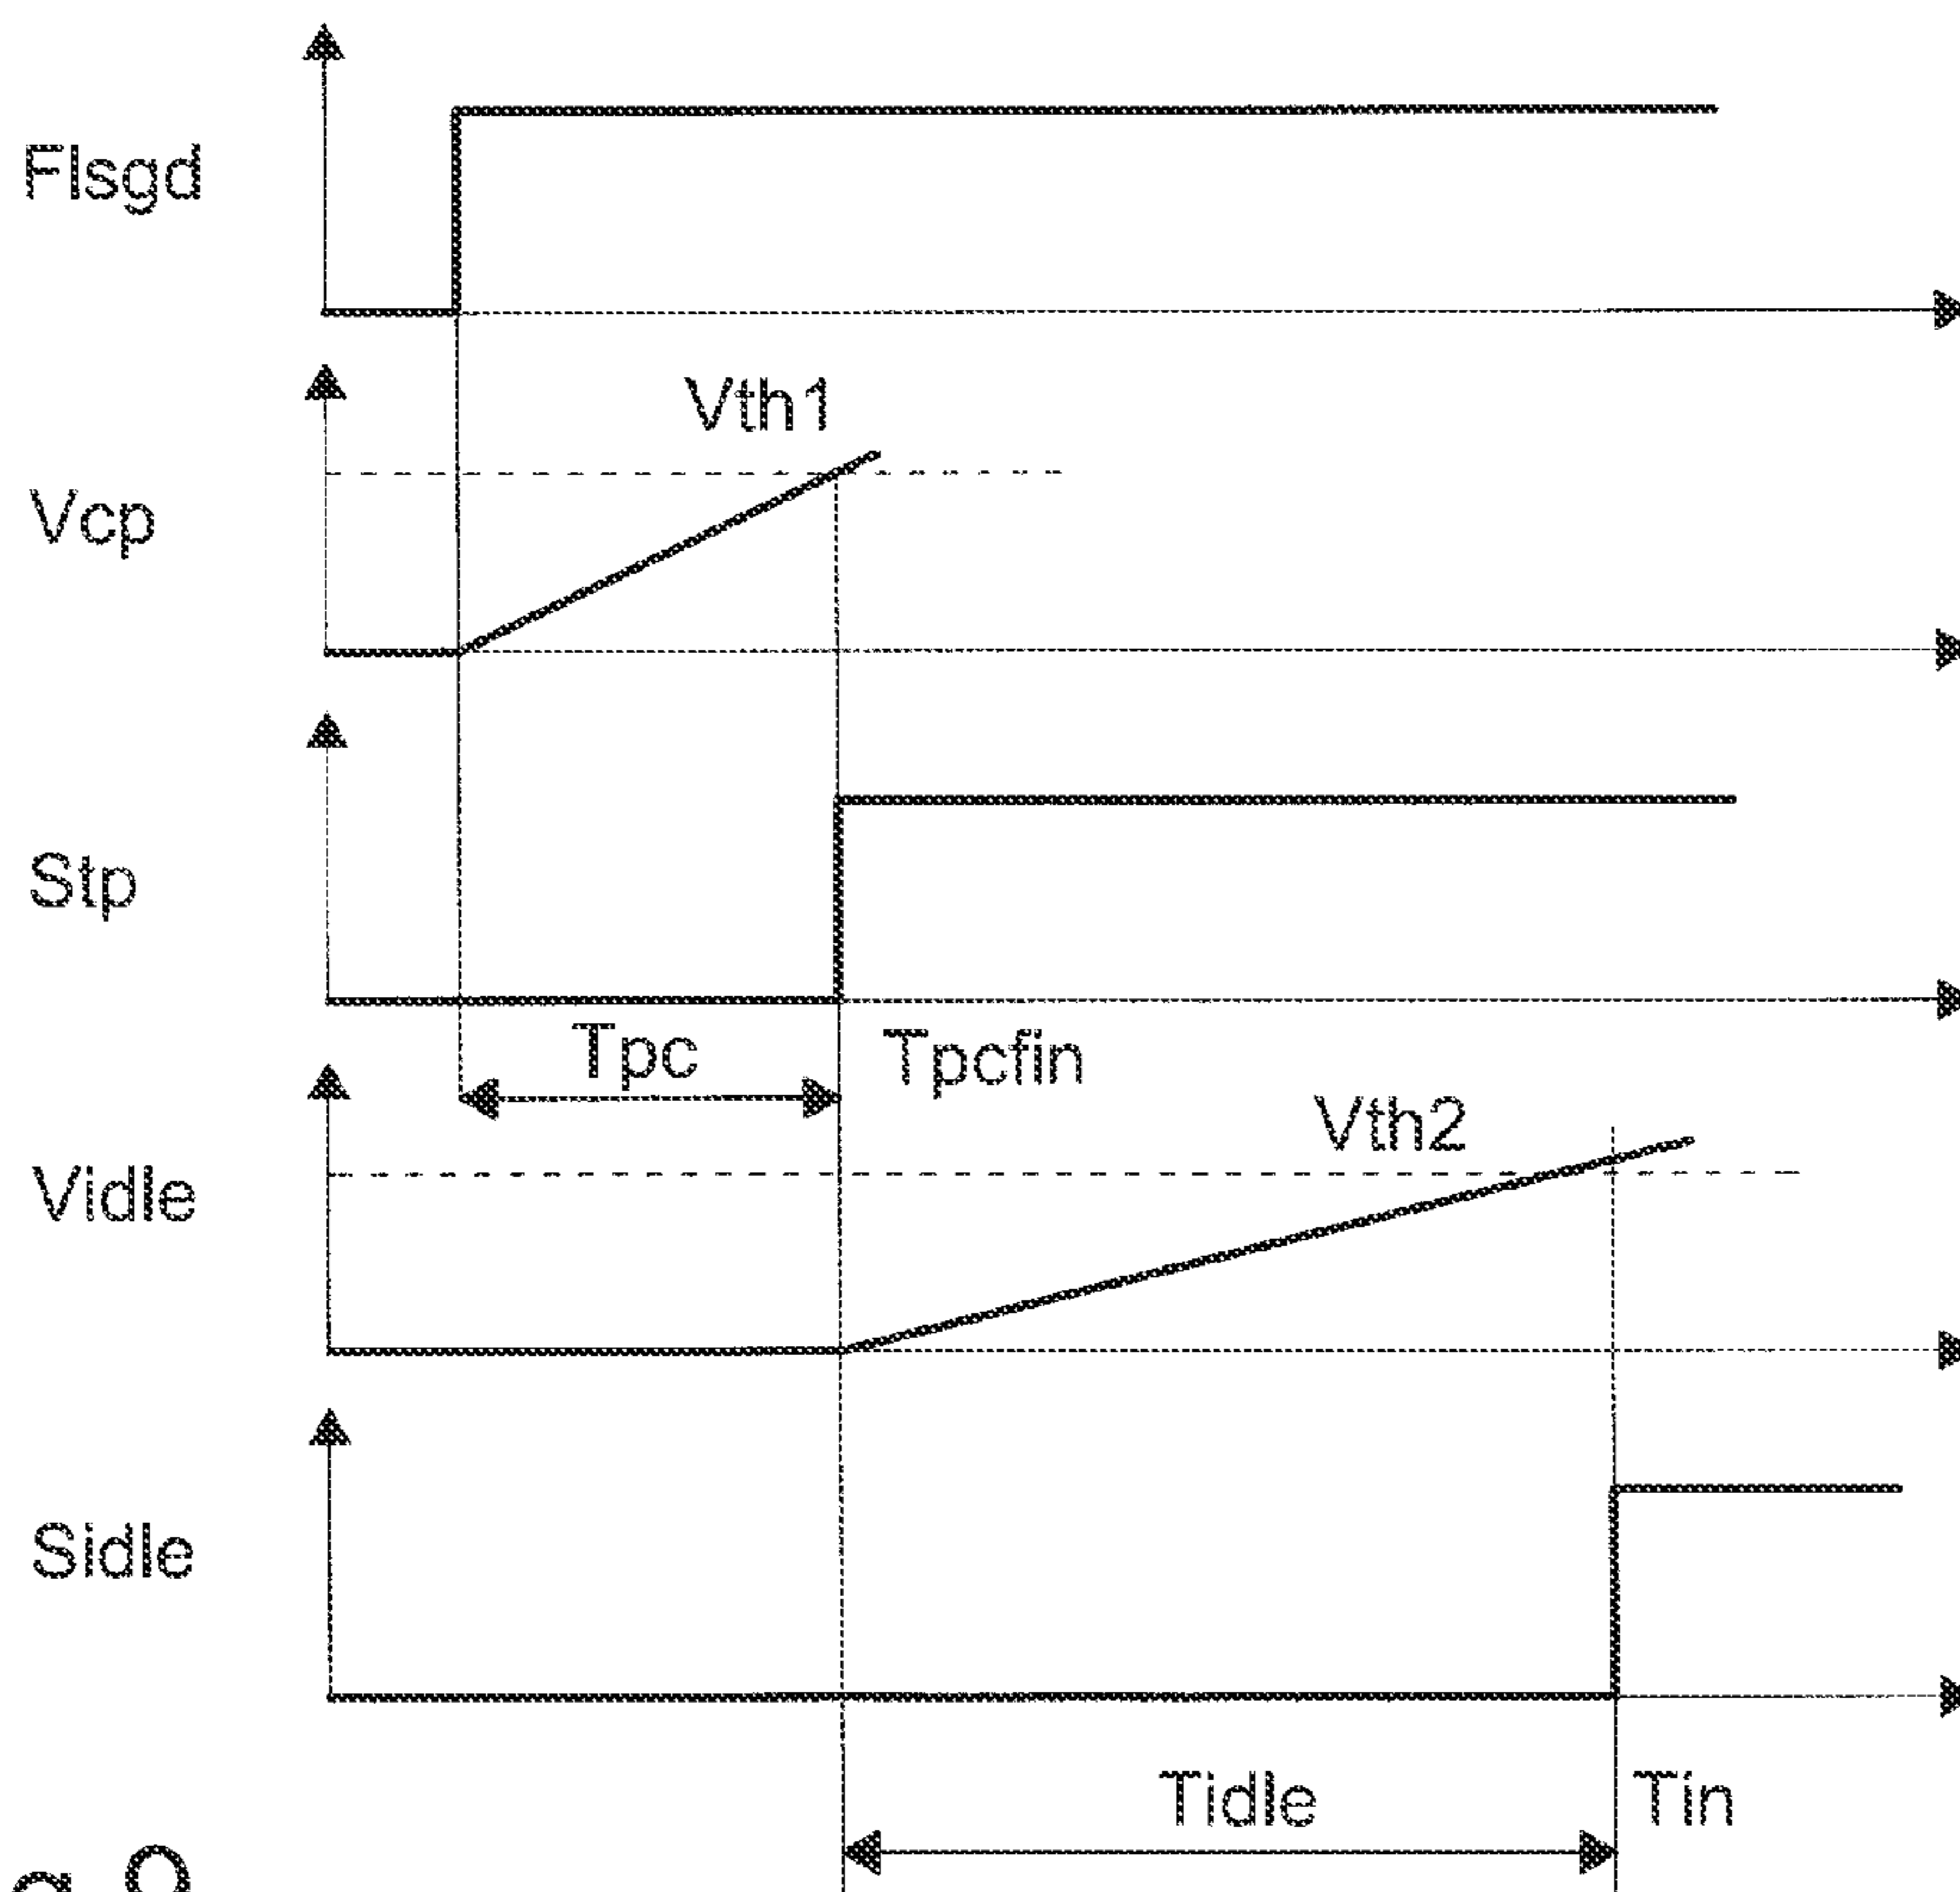 Flsgd
Vth1
Vcp
Stp
Tpc
Tpcfin
Vth2
Vidle
Sidle
Tidle
Tin